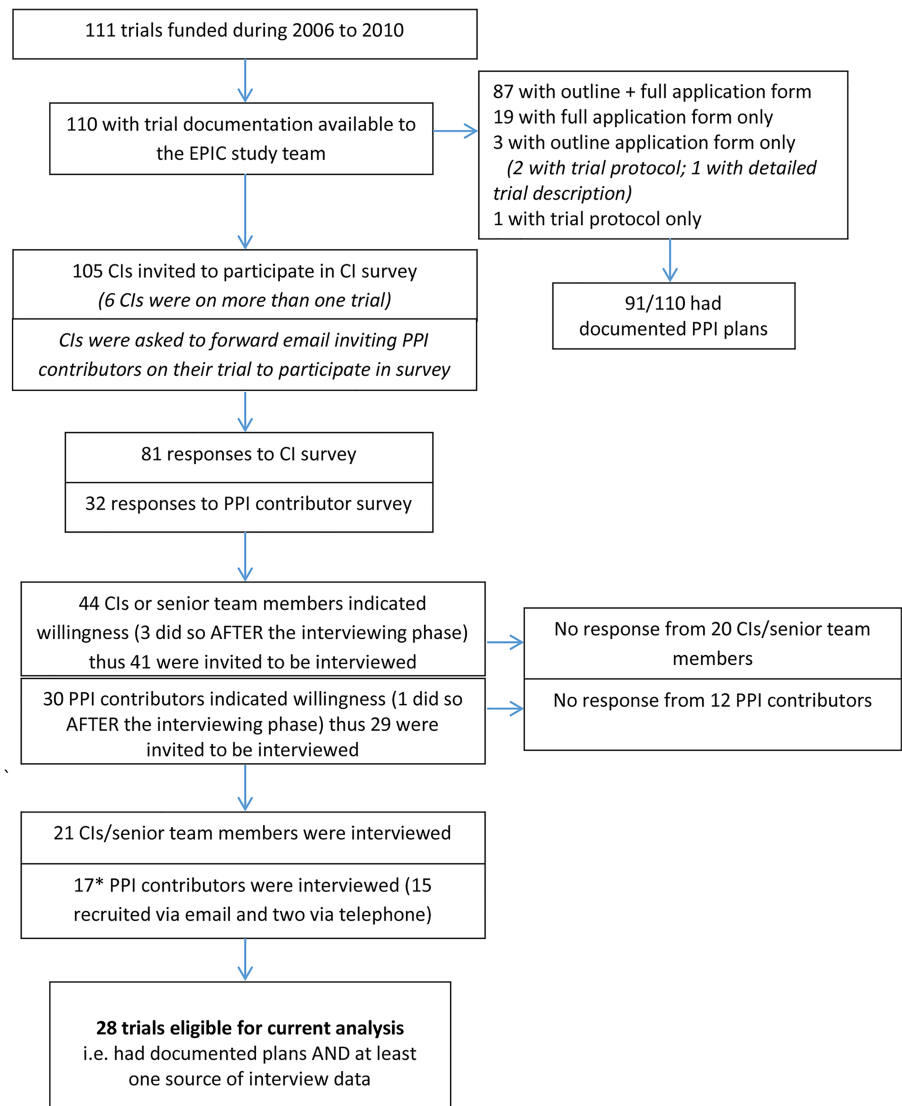 111 trials funded during 2006 to 2010
110 with trial documentation available to
the EPIC study team
87 with outline + full application form
19 with full application form only
3 with outline application form only
(2 with trial protocol; 1 with detailed
trial description)
1 with trial protocol only
91/110 had
documented PPI plans
105 CIs invited to participate in CI survey
(6 CIs were on more than one trial)
CIs were asked to forward email inviting PPI
contributors on their trial to participate in survey
81 responses to CI survey
32 responses to PPI contributor survey
44 CIs or senior team members indicated
willingness (3 did so AFTER the interviewing phase)
thus 41 were invited to be interviewed
No response from 20 CIs/senior team
members
30 PPI contributors indicated willingness (1 did so
AFTER the interviewing phase) thus 29 were
invited to be interviewed
No response from 12 PPI contributors
`
21 CIs/senior team members were interviewed
17* PPI contributors were interviewed (15
recruited via email and two via telephone)
28 trials eligible for current analysis
i.e. had documented plans AND at least
one source of interview data